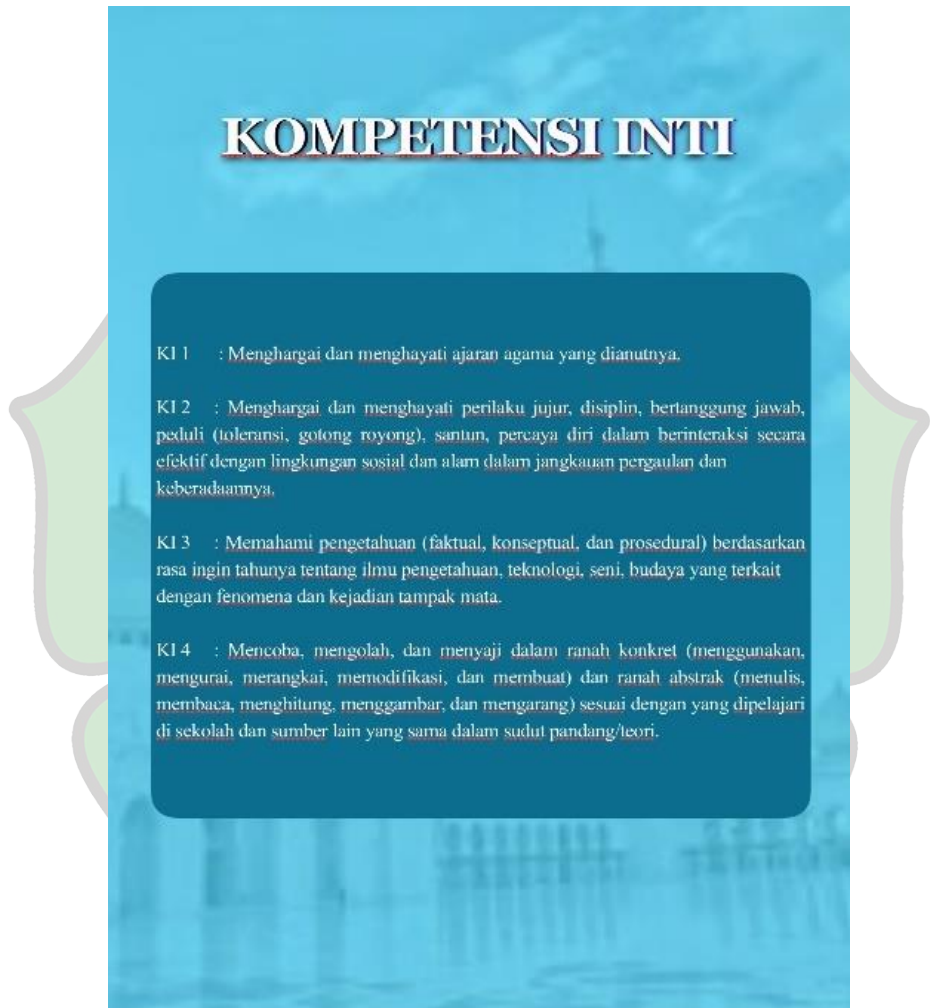 KOMPETENSI INTI
KI 1 : Menghargai dan menghayati ajaran agama yang dianutnya.
KI 2 : Menghargai dan menghayati perilaku jujur, disiplin, bertanggung jawab,
peduli (toleransi, gotong royong), santun, percaya diri dalam berinteraksi secara
efektif dengan lingkungan sosial dan alam dalam jangkauan pergaulan dan
keberadaannya.
KI 3 : Memahami pengetahuan (faktual, konseptual, dan prosedural) berdasarkan
rasa ingin tahunya tentang ilmu pengetahuan, teknologi, seni, budaya yang terkait
dengan fenomena dan kejadian tampak mata.
KI 4 : Mencoba, mengolah, dan menyaji dalam ranah konkret (menggunakan,
mengurai, merangkai, memodifikasi, dan membuat) dan ranah abstrak (menulis,
membaca, menghitung, menggambar, dan mengarang) sesuai dengan yang dipelajari
di sekolah dan sumber lain yang sama dalam sudut pandang/teori.